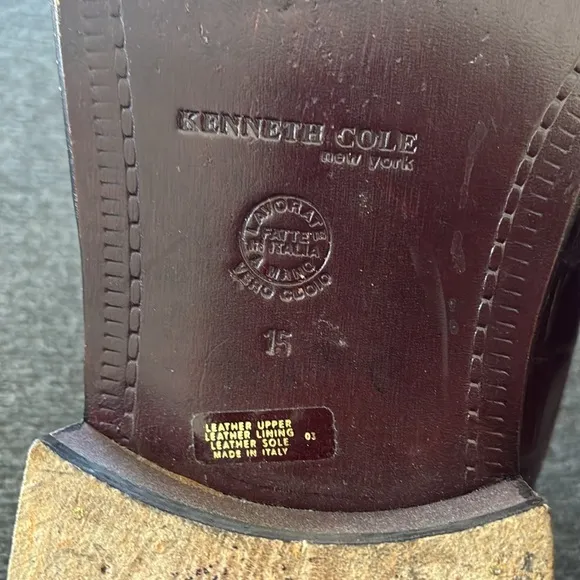 KENNETH COLE
new york
LAVORAT
FATTE
IN ITALIA
A MANO
VERO CUOIO
15
LEATHER UPPER
LEATHER LINING 03
LEATHER SOLE
MADE IN ITALY